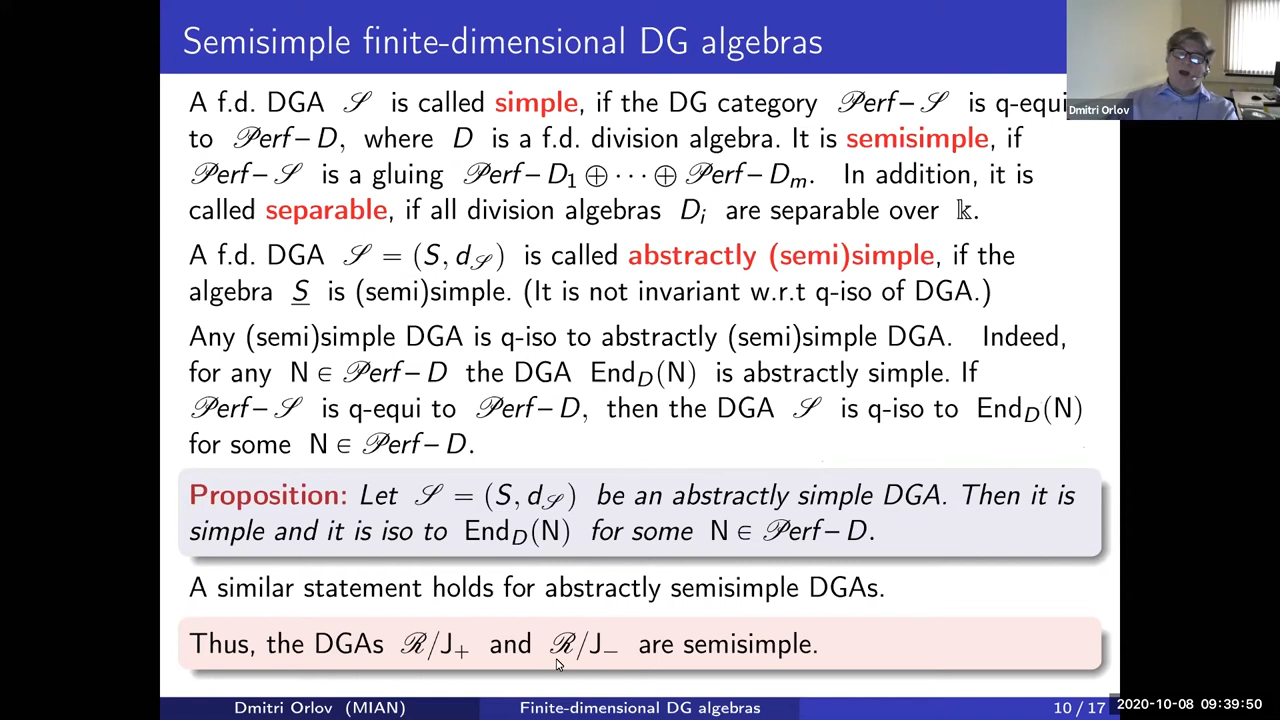 Semisimple finite-dimensional DG algebras
A f.d. DGA 𝒮 is called simple, if the DG category 𝒫erf–𝒮 is q-equi
to 𝒫erf–D, where D is a f.d. division algebra. It is semisimple, if
𝒫erf–𝒮 is a gluing 𝒫erf–D₁ ⊕ ⋯ ⊕ 𝒫erf–Dₘ. In addition, it is
called separable, if all division algebras Dᵢ are separable over 𝕜.
A f.d. DGA 𝒮 = (S, d_𝒮) is called abstractly (semi)simple, if the
algebra S is (semi)simple. (It is not invariant w.r.t q-iso of DGA.)
Any (semi)simple DGA is q-iso to abstractly (semi)simple DGA. Indeed,
for any N ∈ 𝒫erf–D the DGA End_D(N) is abstractly simple. If
𝒫erf–𝒮 is q-equi to 𝒫erf–D, then the DGA 𝒮 is q-iso to End_D(N)
for some N ∈ 𝒫erf–D.
Proposition: Let 𝒮 = (S, d_𝒮) be an abstractly simple DGA. Then it is
simple and it is iso to End_D(N) for some N ∈ 𝒫erf–D.
A similar statement holds for abstractly semisimple DGAs.
Thus, the DGAs ℛ/J₊ and ℛ/J₋ are semisimple.
Dmitri Orlov (MIAN) Finite-dimensional DG algebras 10 / 17
Dmitri Orlov
2020-10-08 09:39:50